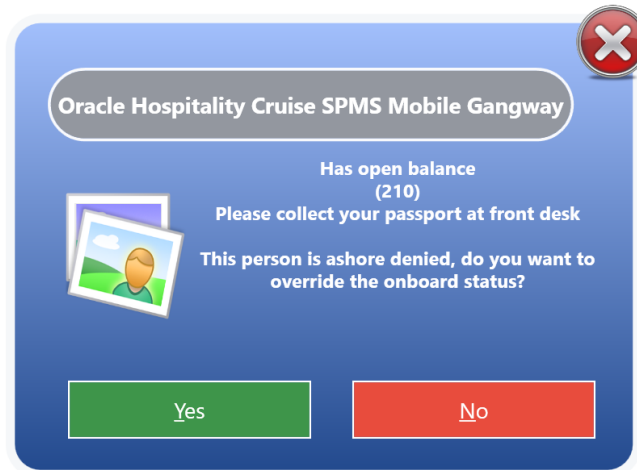 Oracle Hospitality Cruise SPMS Mobile Gangway
Has open balance
(210)
Please collect your passport at front desk
This person is ashore denied, do you want to
override the onboard status?
Yes
No